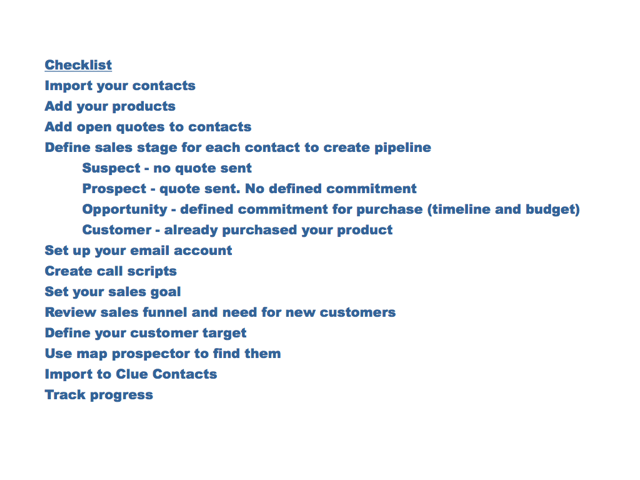 Checklist
Import your contacts
Add your products
Add open quotes to contacts
Define sales stage for each contact to create pipeline
Suspect - no quote sent
Prospect - quote sent. No defined commitment
Opportunity - defined commitment for purchase (timeline and budget)
Customer - already purchased your product
Set up your email account
Create call scripts
Set your sales goal
Review sales funnel and need for new customers
Define your customer target
Use map prospector to find them
Import to Clue Contacts
Track progress